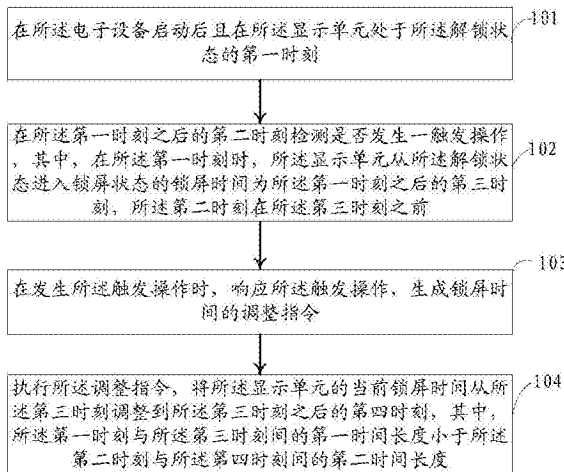 在所述电子设备启动后且在所述显示单元处于所述解锁状
态的第一时刻
101
在所述第一时刻之后的第二时刻检测是否发生一触发操作
，其中，在所述第一时刻时，所述显示单元从所述解锁状
态进入锁屏状态的锁屏时间为所述第一时刻之后的第三时
刻，所述第二时刻在所述第三时刻之前
102
在发生所述触发操作时，响应所述触发操作，生成锁屏时
间的调整指令
103
执行所述调整指令，将所述显示单元的当前锁屏时间从所
述第三时刻调整到所述第三时刻之后的第四时刻，其中，
所述第一时刻与所述第三时刻间的第一时间长度小于所述
第二时刻与所述第四时刻间的第二时间长度
104